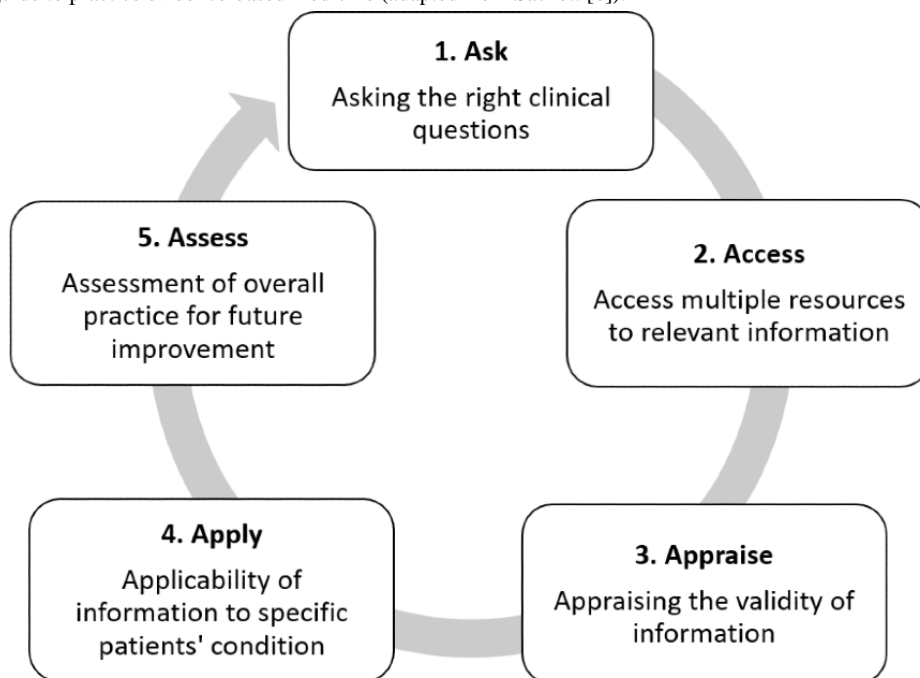 1. Ask
Asking the right clinical
questions
2. Access
Access multiple resources
to relevant information
3. Appraise
Appraising the validity of
information
4. Apply
Applicability of
information to specific
patients' condition
5. Assess
Assessment of overall
practice for future
improvement